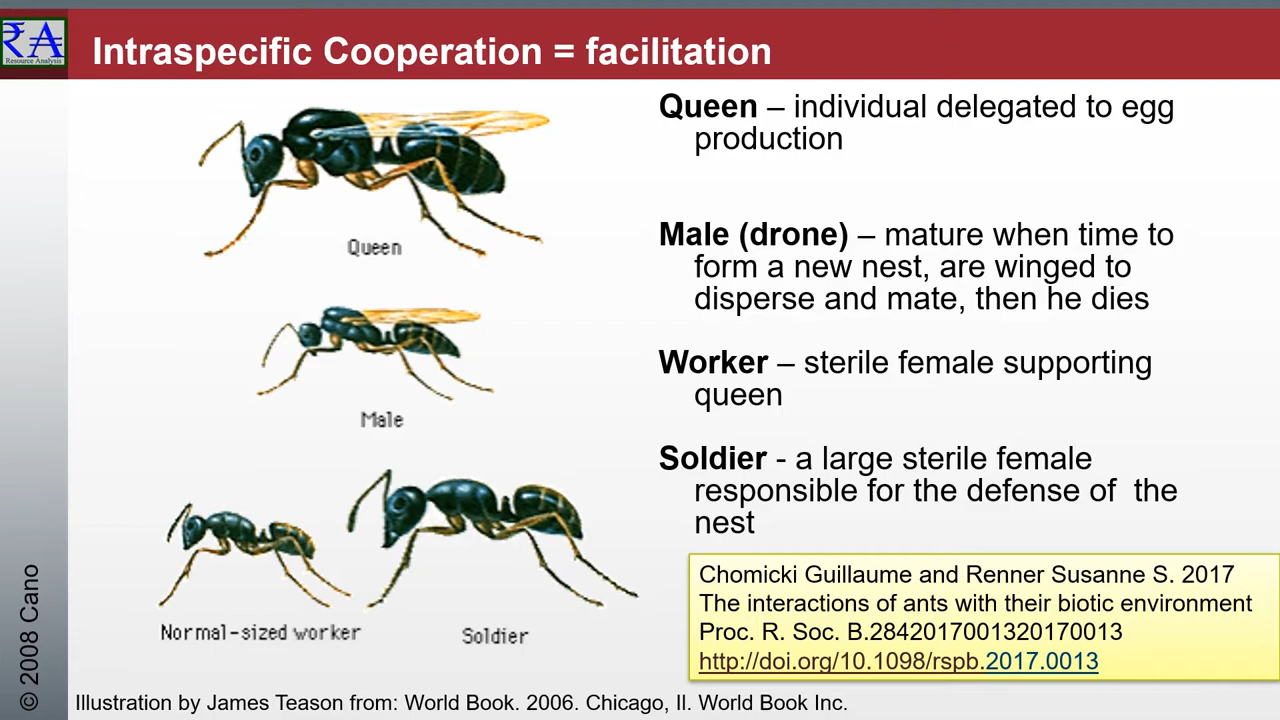 RA
Resource Analysis
Intraspecific Cooperation = facilitation
Queen – individual delegated to egg
production
Male (drone) – mature when time to
form a new nest, are winged to
disperse and mate, then he dies
Worker – sterile female supporting
queen
Soldier - a large sterile female
responsible for the defense of  the
nest
Queen
Male
Normal-sized worker
Soldier
Chomicki Guillaume and Renner Susanne S. 2017
The interactions of ants with their biotic environment
Proc. R. Soc. B.2842017001320170013
http://doi.org/10.1098/rspb.2017.0013
© 2008 Cano
Illustration by James Teason from: World Book. 2006. Chicago, Il. World Book Inc.